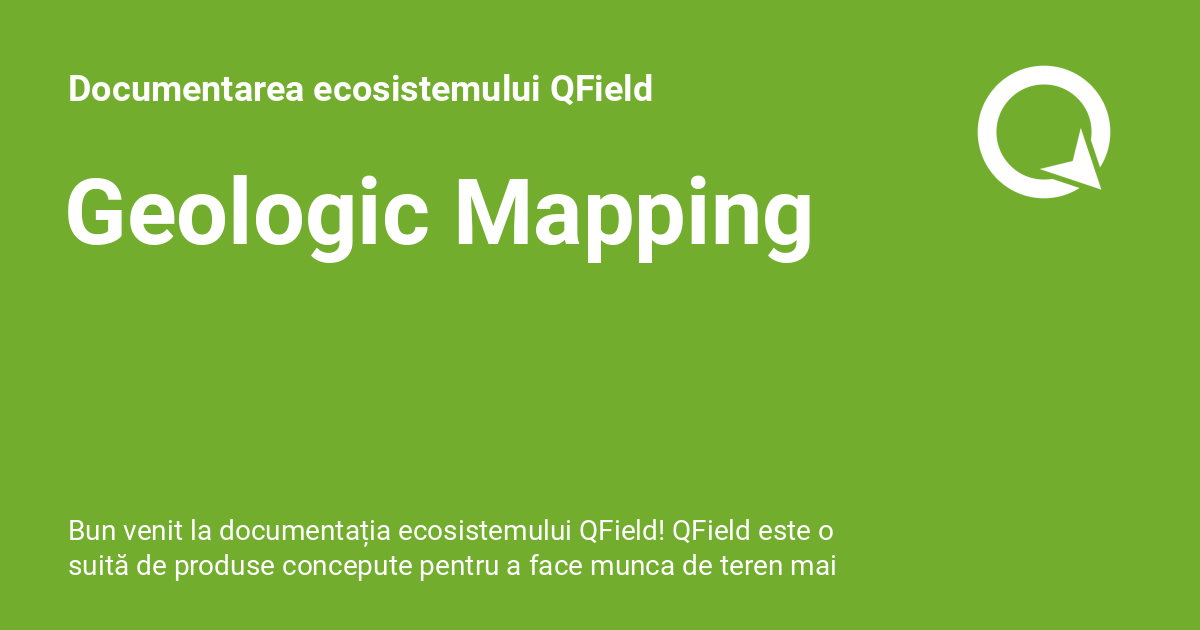 Documentarea ecosistemului QField
Geologic Mapping
Bun venit la documentația ecosistemului QField! QField este o
suită de produse concepute pentru a face munca de teren mai